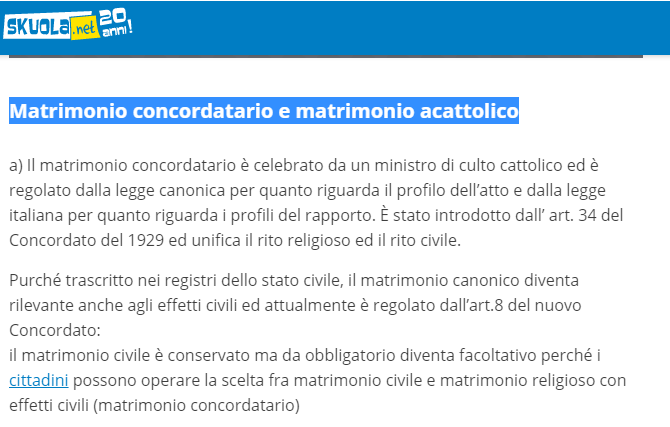 SKUOLA.net 20 anni!
Matrimonio concordatario e matrimonio acattolico
a) Il matrimonio concordatario è celebrato da un ministro di culto cattolico ed è
regolato dalla legge canonica per quanto riguarda il profilo dell'atto e dalla legge
italiana per quanto riguarda i profili del rapporto. È stato introdotto dall' art. 34 del
Concordato del 1929 ed unifica il rito religioso ed il rito civile.
Purché trascritto nei registri dello stato civile, il matrimonio canonico diventa
rilevante anche agli effetti civili ed attualmente è regolato dall'art.8 del nuovo
Concordato:
il matrimonio civile è conservato ma da obbligatorio diventa facoltativo perché i
cittadini possono operare la scelta fra matrimonio civile e matrimonio religioso con
effetti civili (matrimonio concordatario)